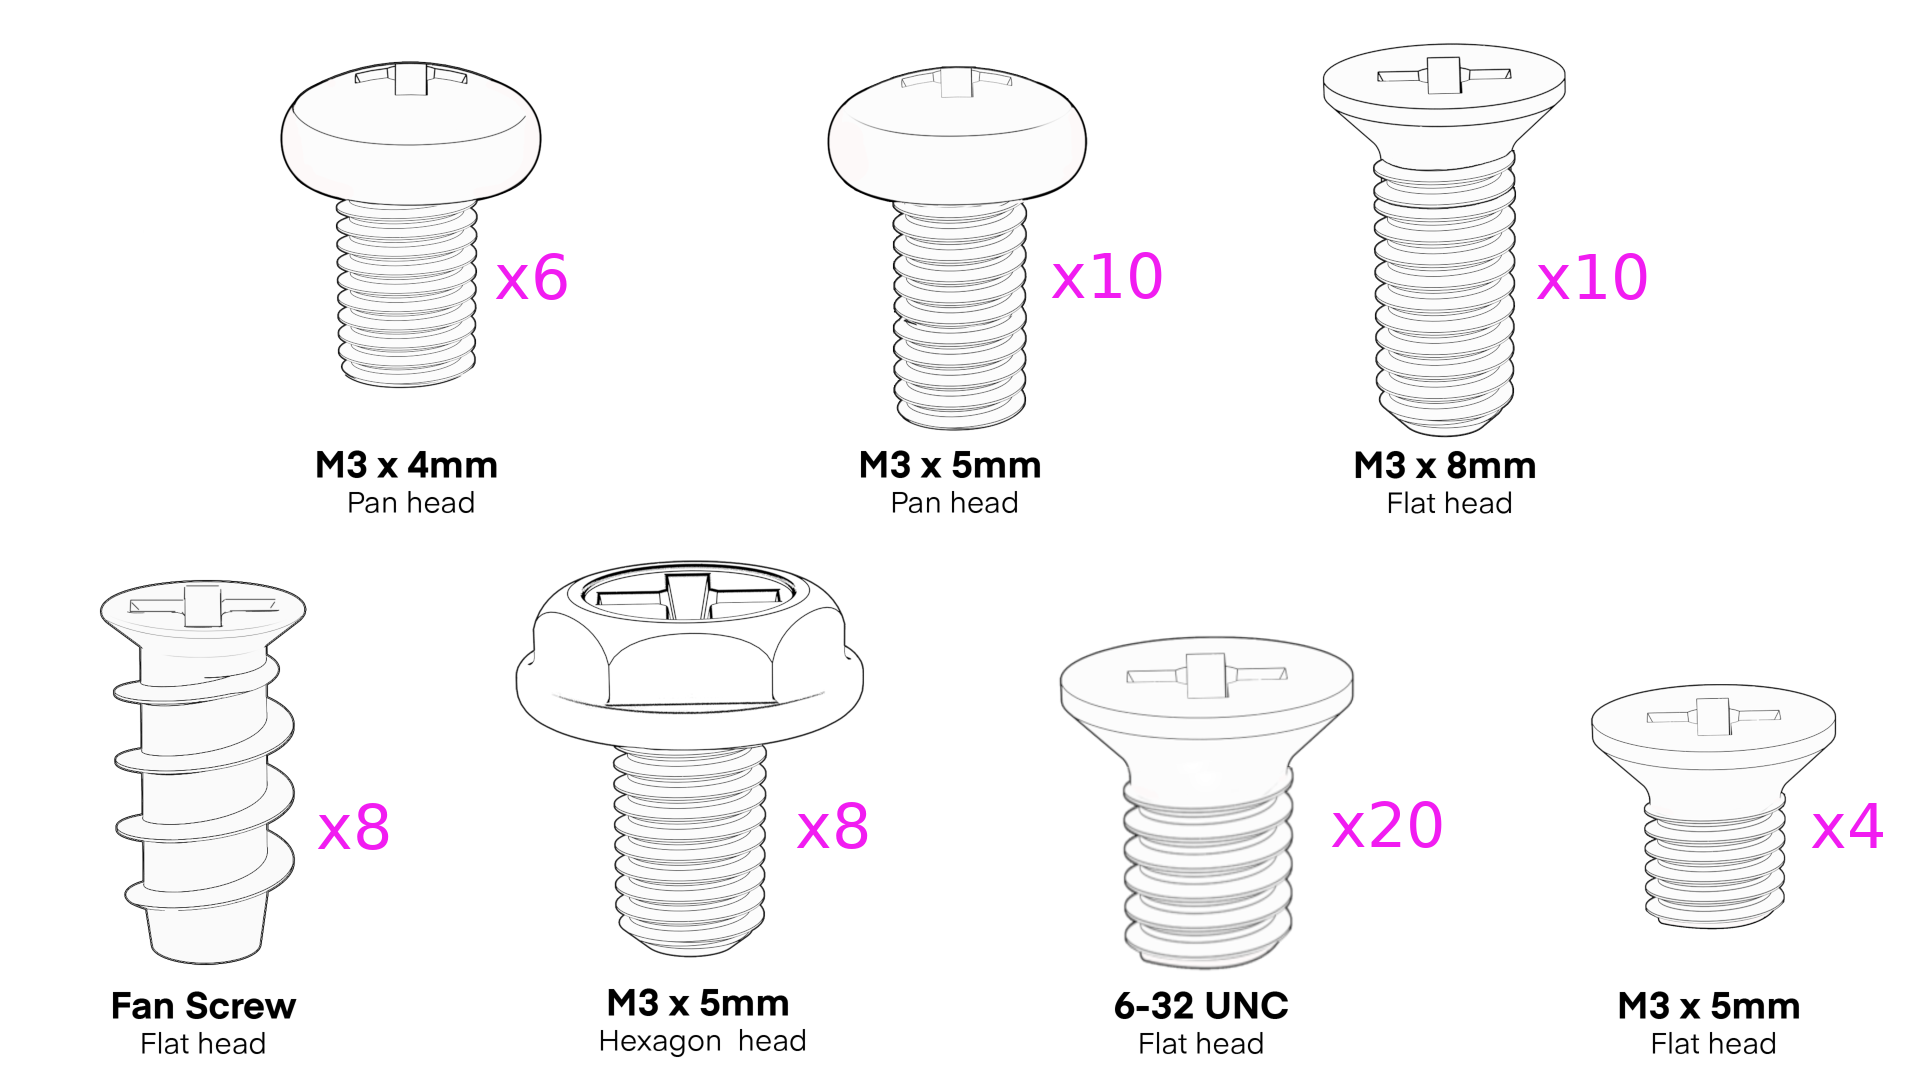 x6
x10
x10
M3 x 4mm
Pan head
M3 x 5mm
Pan head
M3 x 8mm
Flat head
x8
x8
x20
x4
Fan Screw
Flat head
M3 x 5mm
Hexagon head
6-32 UNC
Flat head
M3 x 5mm
Flat head